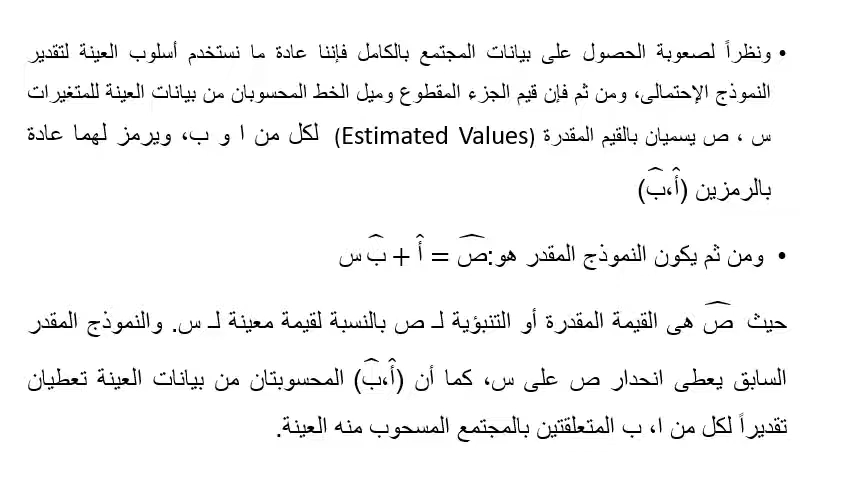 • ونظراً لصعوبة الحصول على بيانات المجتمع بالكامل فإننا عادة ما نستخدم أسلوب العينة لتقدير
النموذج الإحتمالى، ومن ثم فإن قيم الجزء المقطوع وميل الخط المحسوبان من بيانات العينة للمتغيرات
س ، ص يسميان بالقيم المقدرة (Estimated Values) لكل من ا و ب، ويرمز لهما عادة
بالرمزين (أ̂،ب̂)
• ومن ثم يكون النموذج المقدر هو:ص̂ = أ̂ + ب̂ س
حيث ص̂ هى القيمة المقدرة أو التنبؤية لـ ص بالنسبة لقيمة معينة لـ س. والنموذج المقدر
السابق يعطى انحدار ص على س، كما أن (أ̂،ب̂) المحسوبتان من بيانات العينة تعطيان
تقديراً لكل من ا، ب المتعلقتين بالمجتمع المسحوب منه العينة.